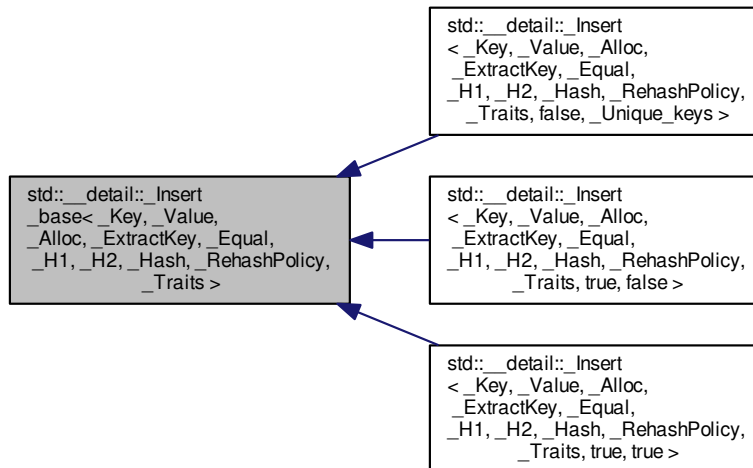 std::__detail::_Insert
< _Key, _Value, _Alloc,
_ExtractKey, _Equal,
_H1, _H2, _Hash, _RehashPolicy,
_Traits, false, _Unique_keys >
std::__detail::_Insert
_base< _Key, _Value,
_Alloc, _ExtractKey, _Equal,
_H1, _H2, _Hash, _RehashPolicy,
_Traits >
std::__detail::_Insert
< _Key, _Value, _Alloc,
_ExtractKey, _Equal,
_H1, _H2, _Hash, _RehashPolicy,
_Traits, true, false >
std::__detail::_Insert
< _Key, _Value, _Alloc,
_ExtractKey, _Equal,
_H1, _H2, _Hash, _RehashPolicy,
_Traits, true, true >